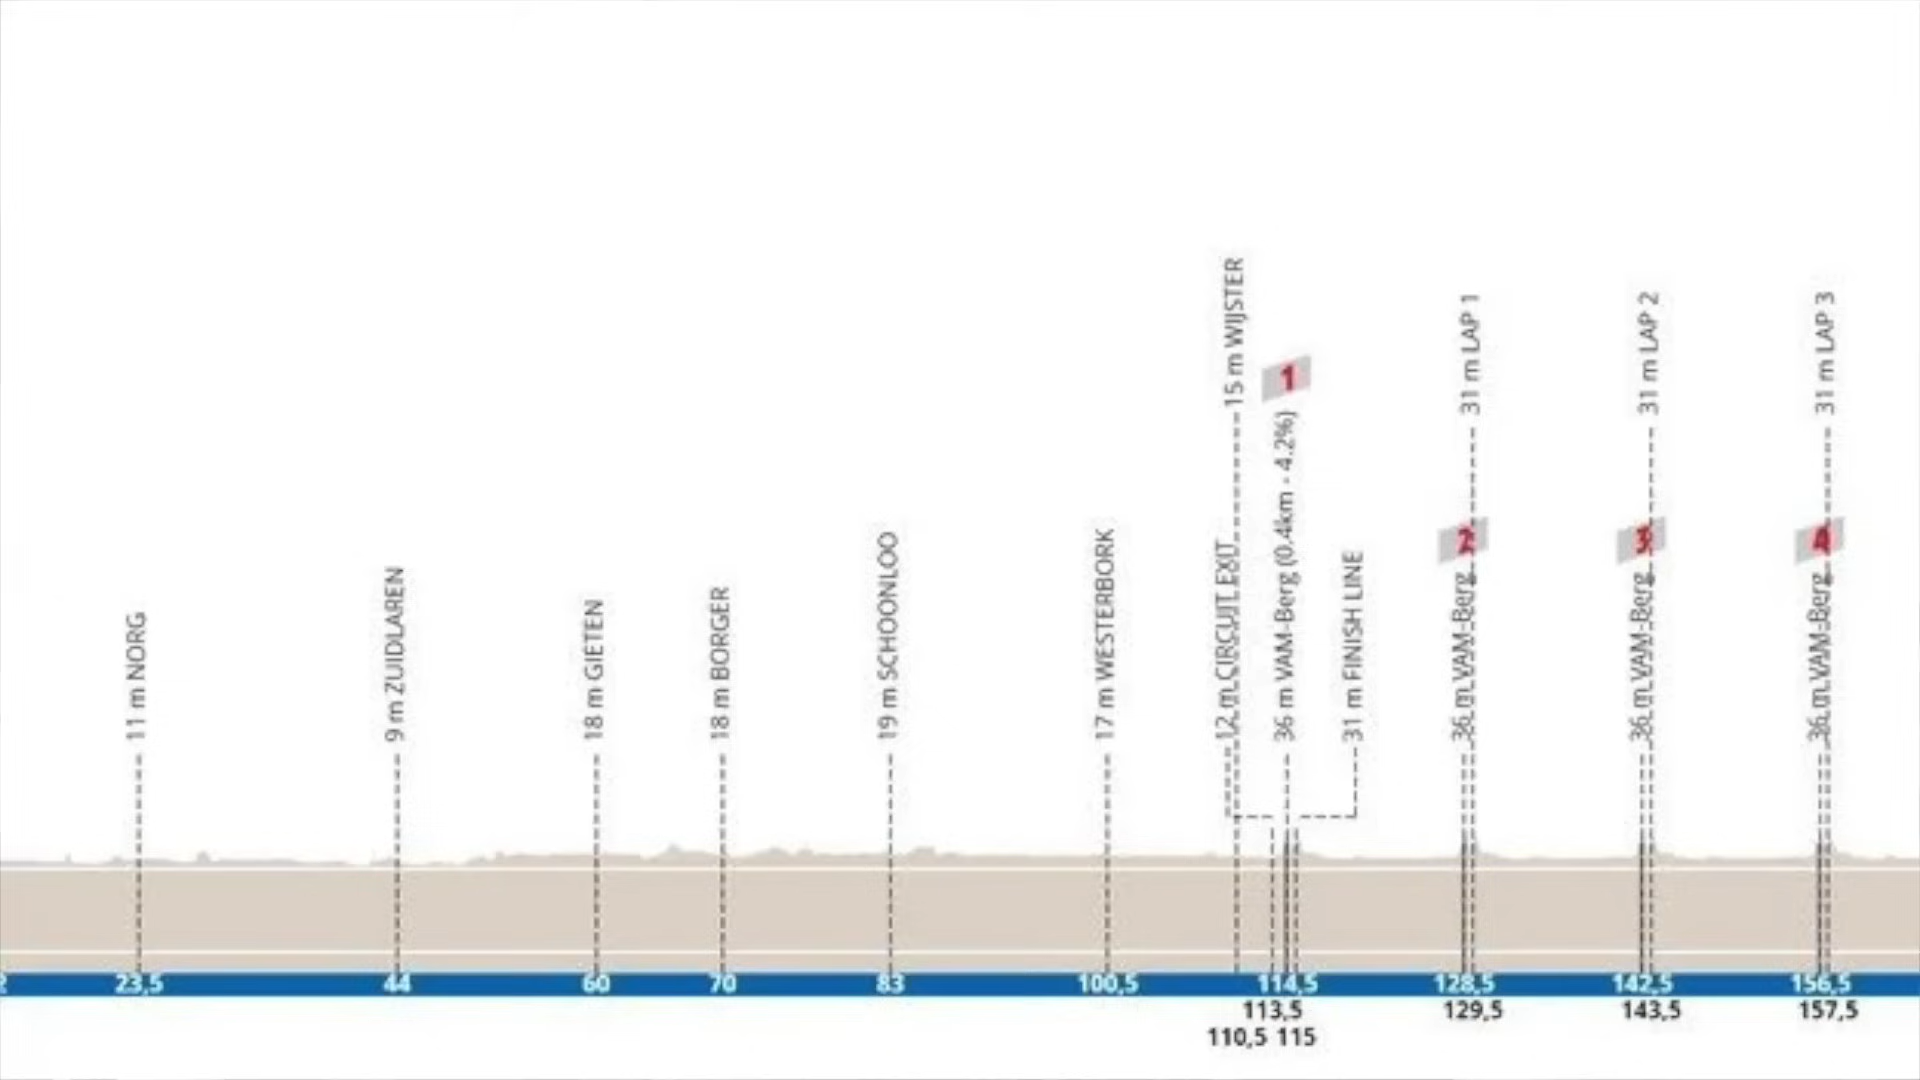 11 m NORG
9 m ZUIDLAREN
18 m GIETEN
18 m BORGER
19 m SCHOONLOO
17 m WESTERBORK
12 m CIRCUIT EXIT
15 m WIJSTER
1
36 m VAM-Berg (0.4km - 4.2%)
31 m FINISH LINE
31 m LAP 1
2
36 m VAM-Berg
31 m LAP 2
3
36 m VAM-Berg
31 m LAP 3
4
36 m VAM-Berg
23,5 44 60 70 83 100,5 114,5 128,5 142,5 156,5
113,5 129,5 143,5 157,5
110,5 115